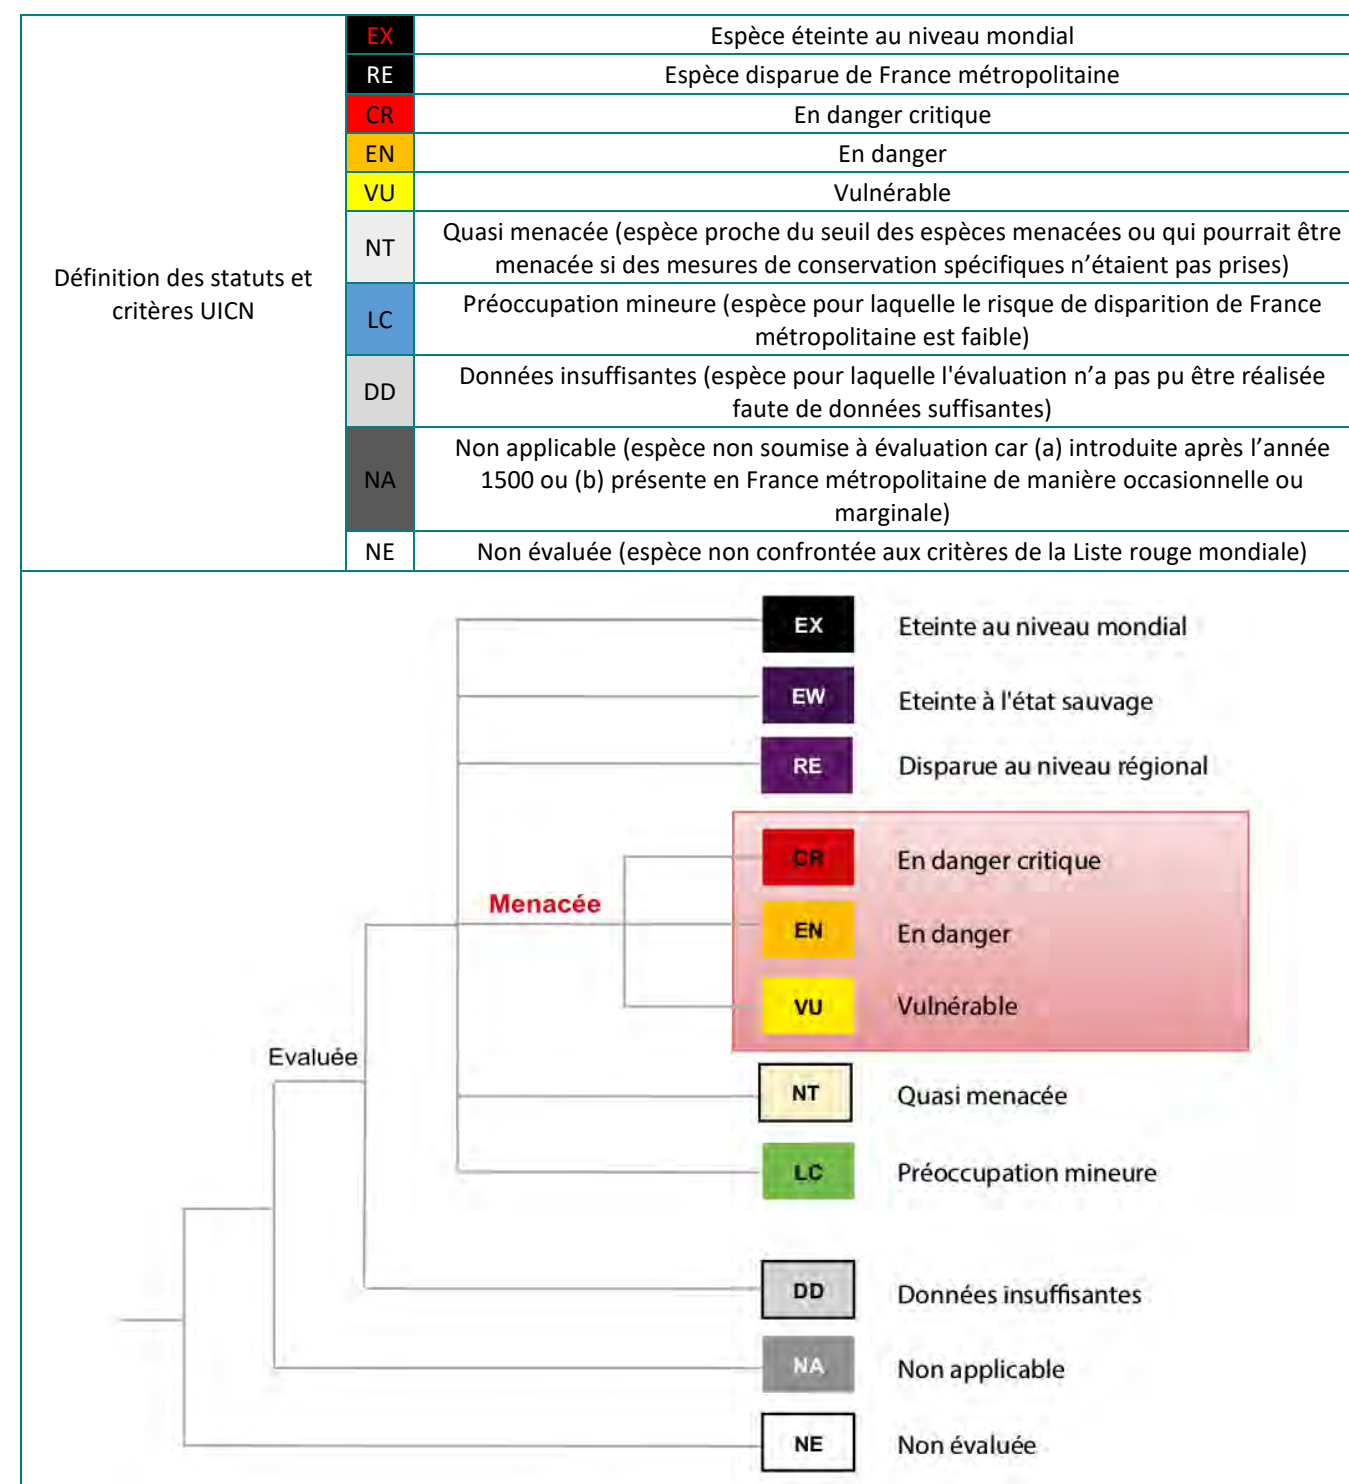 Définition des statuts et
critères UICN
EX Espèce éteinte au niveau mondial
RE Espèce disparue de France métropolitaine
CR En danger critique
EN En danger
VU Vulnérable
NT Quasi menacée (espèce proche du seuil des espèces menacées ou qui pourrait être
menacée si des mesures de conservation spécifiques n’étaient pas prises)
LC Préoccupation mineure (espèce pour laquelle le risque de disparition de France
métropolitaine est faible)
DD Données insuffisantes (espèce pour laquelle l'évaluation n’a pas pu être réalisée
faute de données suffisantes)
NA Non applicable (espèce non soumise à évaluation car (a) introduite après l’année
1500 ou (b) présente en France métropolitaine de manière occasionnelle ou
marginale)
NE Non évaluée (espèce non confrontée aux critères de la Liste rouge mondiale)
EX Eteinte au niveau mondial
EW Eteinte à l'état sauvage
RE Disparue au niveau régional
CR En danger critique
Menacée
EN En danger
VU Vulnérable
Evaluée
NT Quasi menacée
LC Préoccupation mineure
DD Données insuffisantes
NA Non applicable
NE Non évaluée